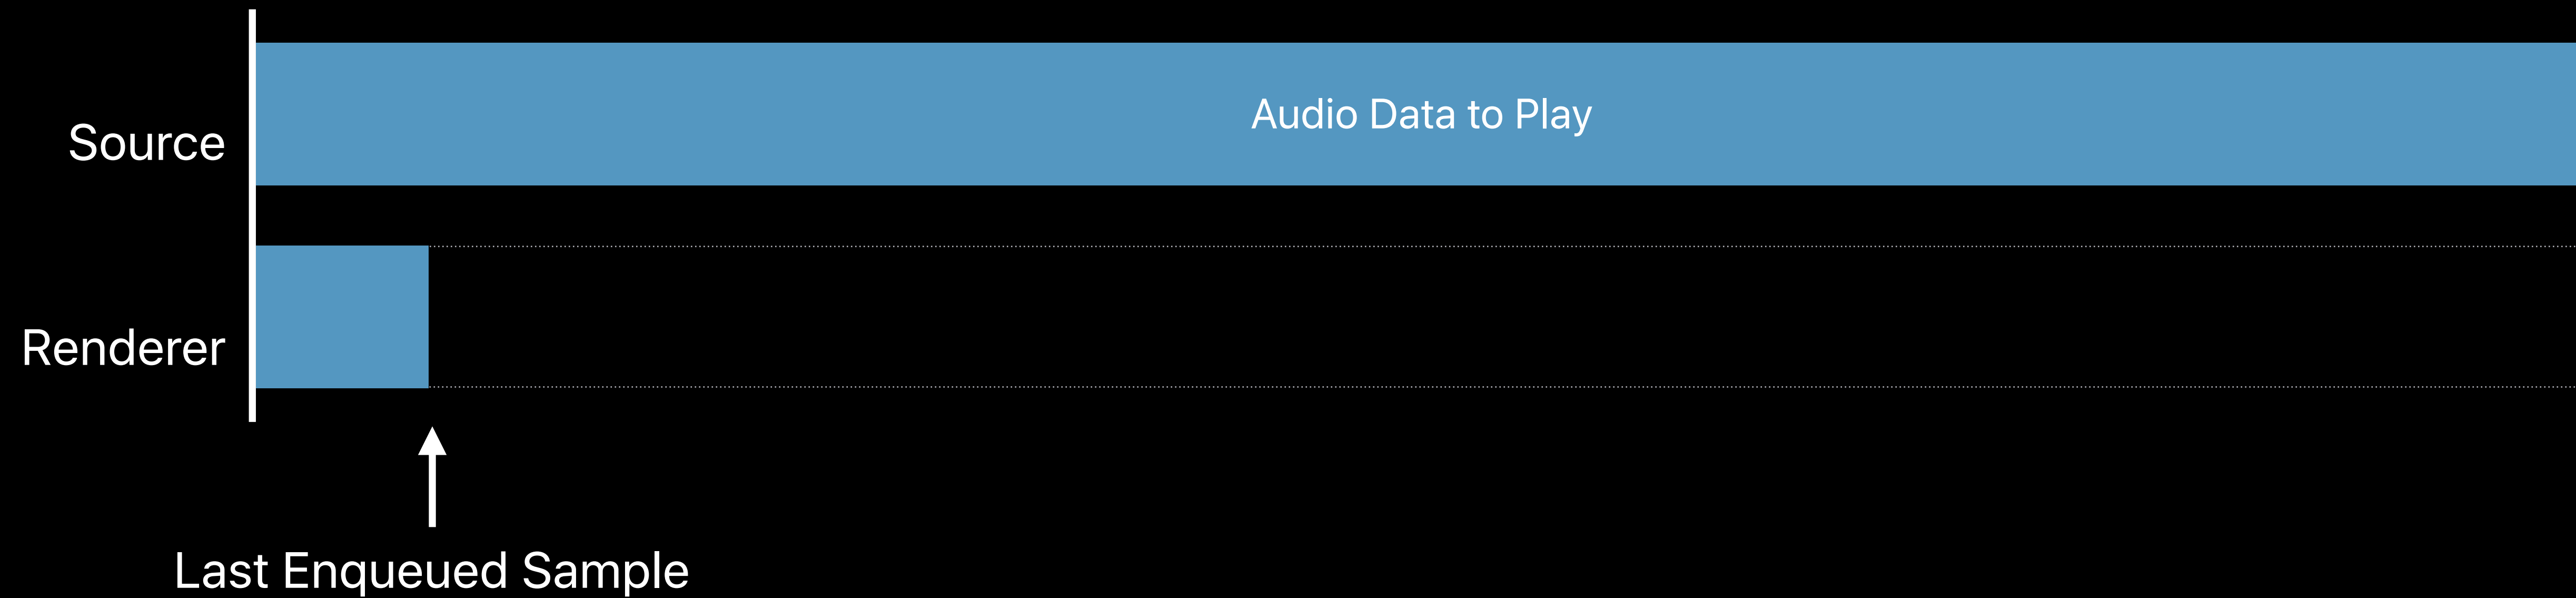 Audio Data to Play
Source
Renderer
Last Enqueued Sample